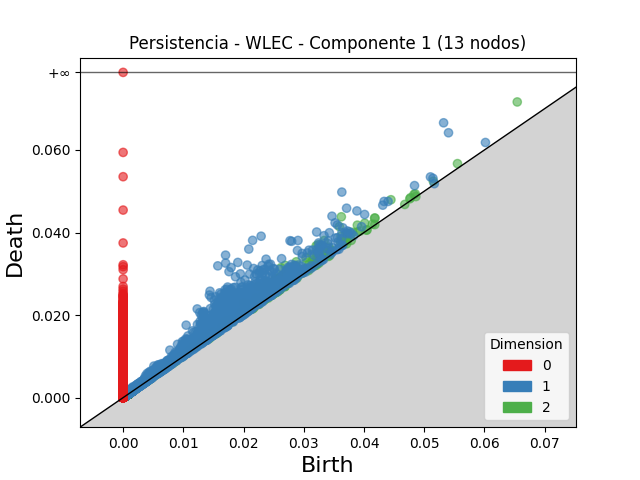 Persistencia - WLEC - Componente 1 (13 nodos)
+∞
0.060
0.040
0.020
0.000
Death
0.00 0.01 0.02 0.03 0.04 0.05 0.06 0.07
Birth
Dimension
0
1
2